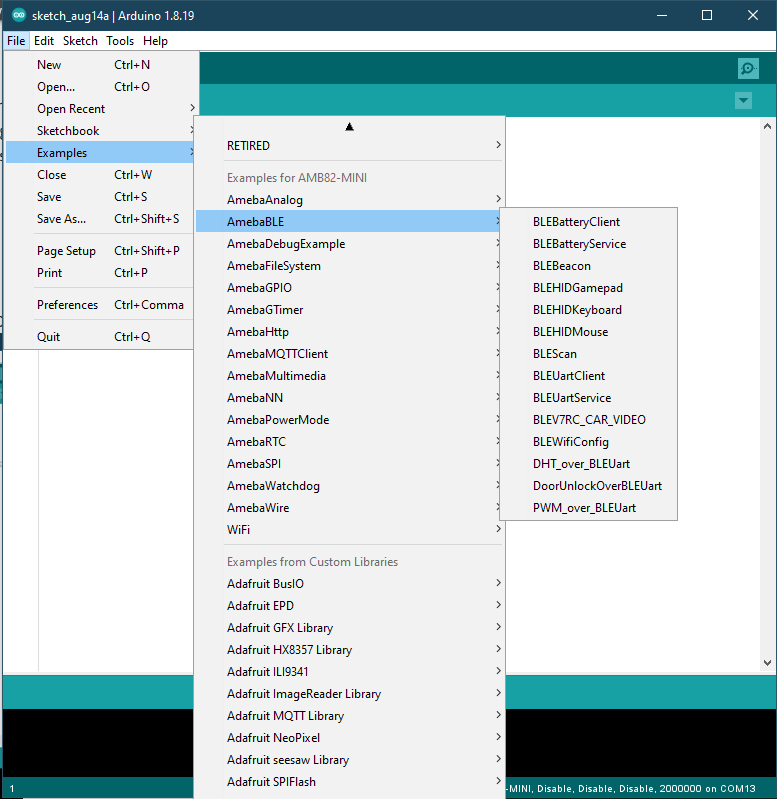 sketch_aug14a | Arduino 1.8.19
File Edit Sketch Tools Help
New Ctrl+N
Open... Ctrl+O
Open Recent
Sketchbook
Examples
Close Ctrl+W
Save Ctrl+S
Save As... Ctrl+Shift+S
Page Setup Ctrl+Shift+P
Print Ctrl+P
Preferences Ctrl+Comma
Quit Ctrl+Q
RETIRED
Examples for AMB82-MINI
AmebaAnalog
AmebaBLE
AmebaDebugExample
AmebaFileSystem
AmebaGPIO
AmebaGTimer
AmebaHttp
AmebaMQTTClient
AmebaMultimedia
AmebaNN
AmebaPowerMode
AmebaRTC
AmebaSPI
AmebaWatchdog
AmebaWire
WiFi
Examples from Custom Libraries
Adafruit BusIO
Adafruit EPD
Adafruit GFX Library
Adafruit HX8357 Library
Adafruit ILI9341
Adafruit ImageReader Library
Adafruit MQTT Library
Adafruit NeoPixel
Adafruit seesaw Library
Adafruit SPIFlash
BLEBatteryClient
BLEBatteryService
BLEBeacon
BLEHIDGamepad
BLEHIDKeyboard
BLEHIDMouse
BLEScan
BLEUartClient
BLEUartService
BLEV7RC_CAR_VIDEO
BLEWifiConfig
DHT_over_BLEUart
DoorUnlockOverBLEUart
PWM_over_BLEUart
1
-MINI, Disable, Disable, Disable, 2000000 on COM13